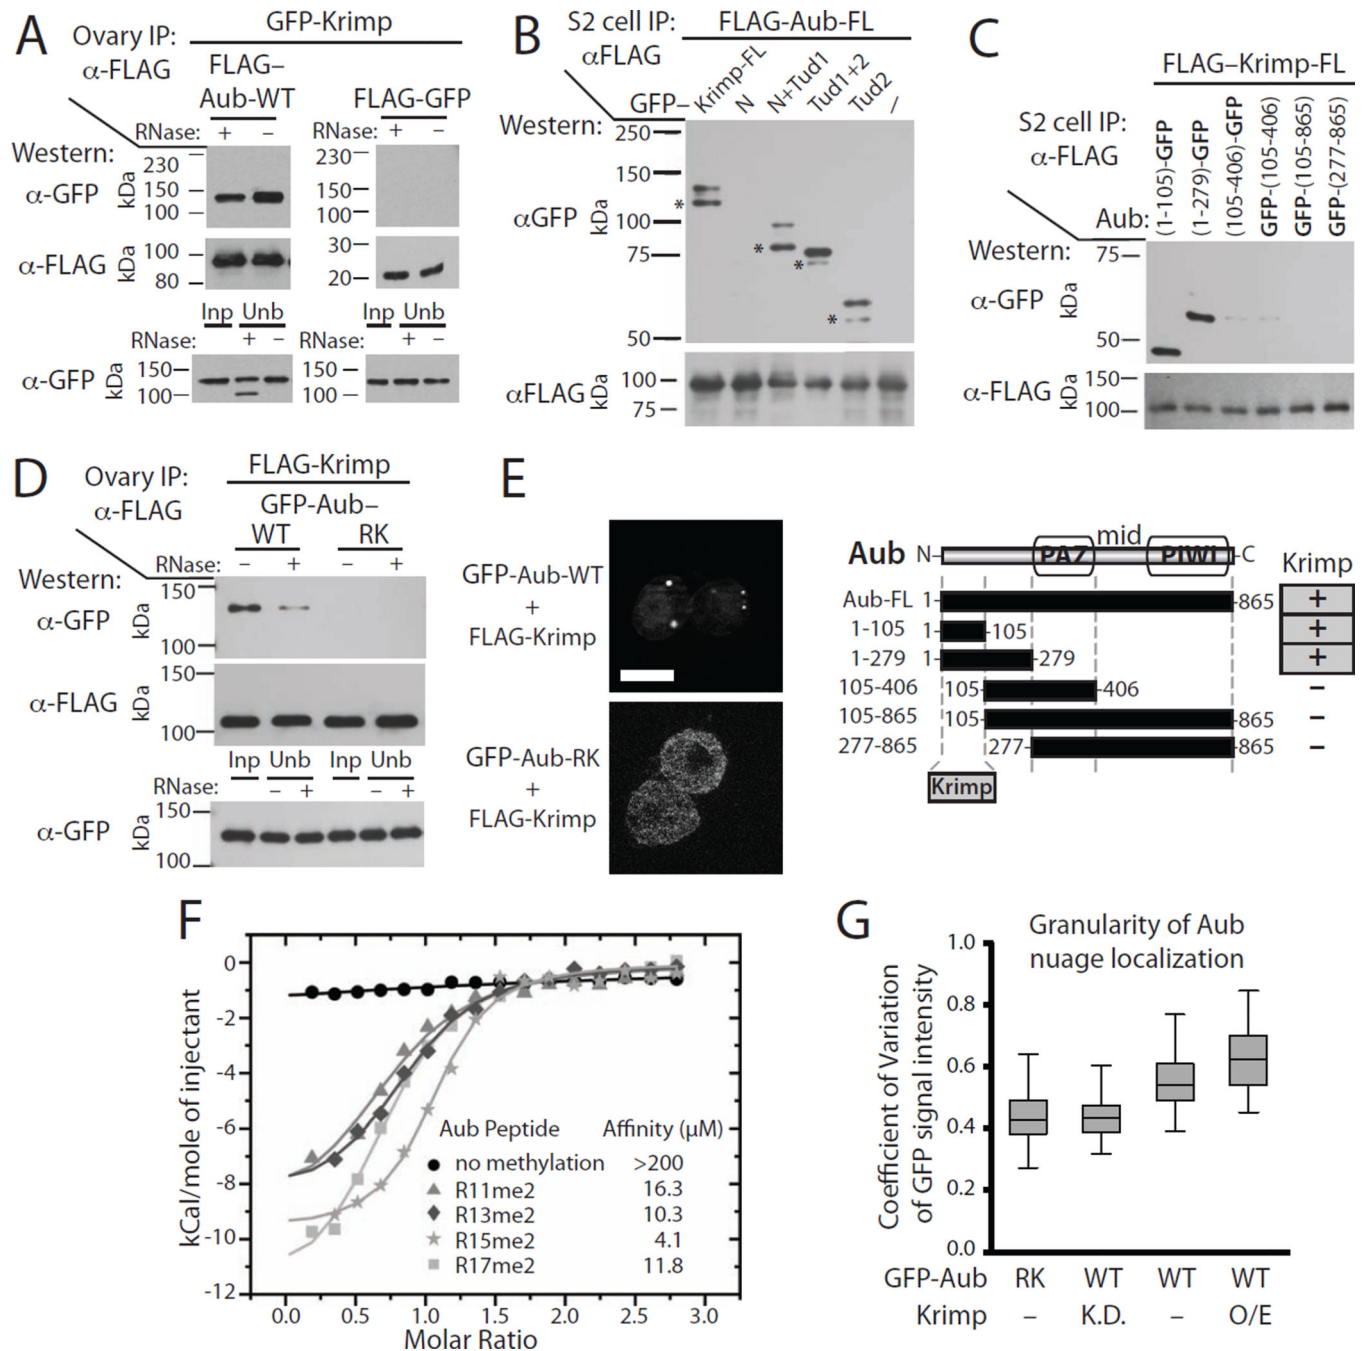 A
GFP-Krimp
Ovary IP:
α-FLAG
FLAG–
Aub-WT
FLAG-GFP
RNase: + –
RNase: + –
Western:
α-GFP
kDa
230
150
100
230
150
100
α-FLAG
kDa
100
80
30
20
Inp Unb
Inp Unb
RNase: + –
RNase: + –
α-GFP
kDa
150
100
kDa
150
100
B
S2 cell IP:
αFLAG
FLAG-Aub-FL
GFP–
Krimp-FL
N
N+Tud1
Tud1+2
Tud2
/
Western:
250
150
100
75
50
αGFP
kDa
*
*
*
*
αFLAG
kDa
100
75
C
FLAG–Krimp-FL
S2 cell IP:
α-FLAG
Aub:
(1-105)-GFP
(1-279)-GFP
(105-406)-GFP
GFP-(105-406)
GFP-(105-865)
GFP-(277-865)
Western:
α-GFP
kDa
75
50
α-FLAG
kDa
150
100
D
Ovary IP:
α-FLAG
FLAG-Krimp
GFP-Aub–
WT RK
RNase: – + – +
Western:
α-GFP
kDa
150
100
α-FLAG
kDa
150
100
Inp Unb Inp Unb
RNase: – + – +
α-GFP
kDa
150
100
E
GFP-Aub-WT
+
FLAG-Krimp
GFP-Aub-RK
+
FLAG-Krimp
Aub N PAZ mid PIWI C
Krimp
Aub-FL 1 865 +
1-105 1 105 +
1-279 1 279 +
105-406 105 406 –
105-865 105 865 –
277-865 277 865 –
Krimp
F
kCal/mole of injectant
0
-2
-4
-6
-8
-10
-12
Aub Peptide Affinity (μM)
no methylation >200
R11me2 16.3
R13me2 10.3
R15me2 4.1
R17me2 11.8
0.0 0.5 1.0 1.5 2.0 2.5 3.0
Molar Ratio
G
Granularity of Aub
nuage localization
Coefficient of Variation
of GFP signal intensity
1.0
0.8
0.6
0.4
0.2
0.0
GFP-Aub RK WT WT WT
Krimp – K.D. – O/E